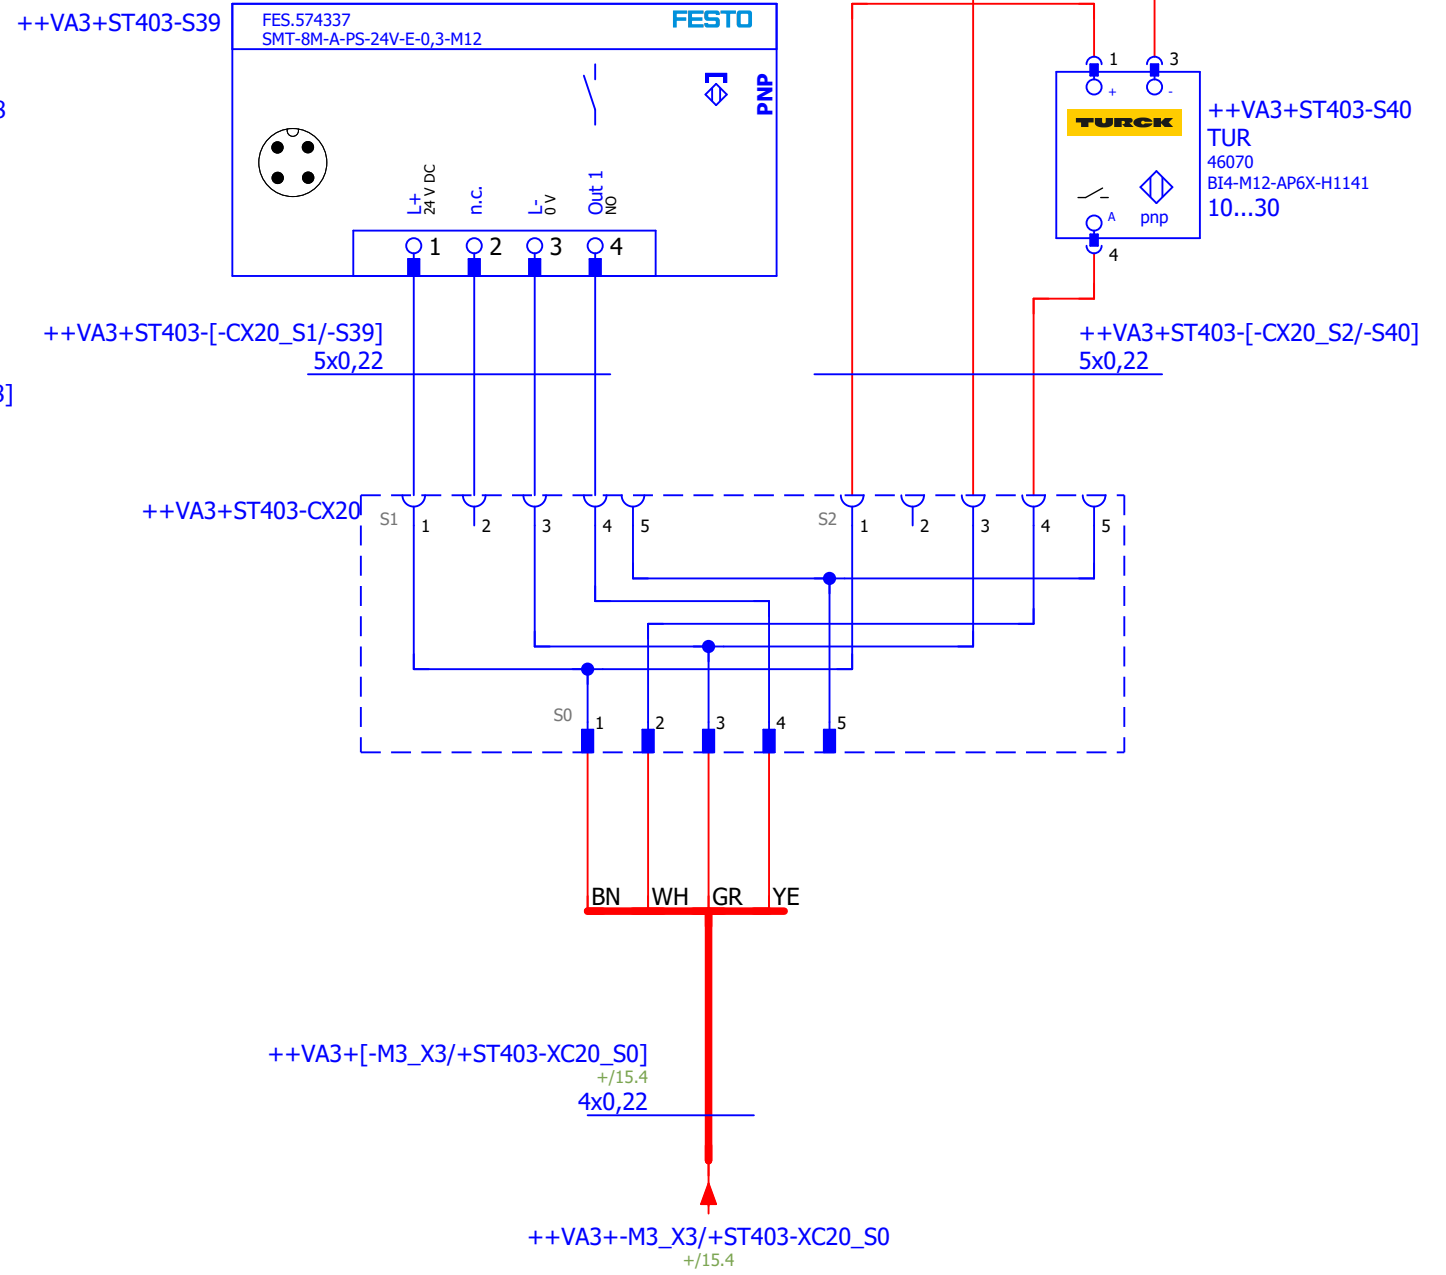 ++VA3+ST403-S39
FES.574337
SMT-8M-A-PS-24V-E-0,3-M12
FESTO
PNP
L+
24 V DC
n.c.
L-
0 V
Out 1
NO
1 2 3 4
1 3
+ -
TURCK
A
pnp
4
++VA3+ST403-S40
TUR
46070
BI4-M12-AP6X-H1141
10...30
3
++VA3+ST403-[-CX20_S1/-S39]
5x0,22
++VA3+ST403-[-CX20_S2/-S40]
5x0,22
3]
++VA3+ST403-CX20
S1 1 2 3 4 5
S2 1 2 3 4 5
S0 1 2 3 4 5
BN WH GR YE
++VA3+[-M3_X3/+ST403-XC20_S0]
+/15.4
4x0,22
++VA3+-M3_X3/+ST403-XC20_S0
+/15.4